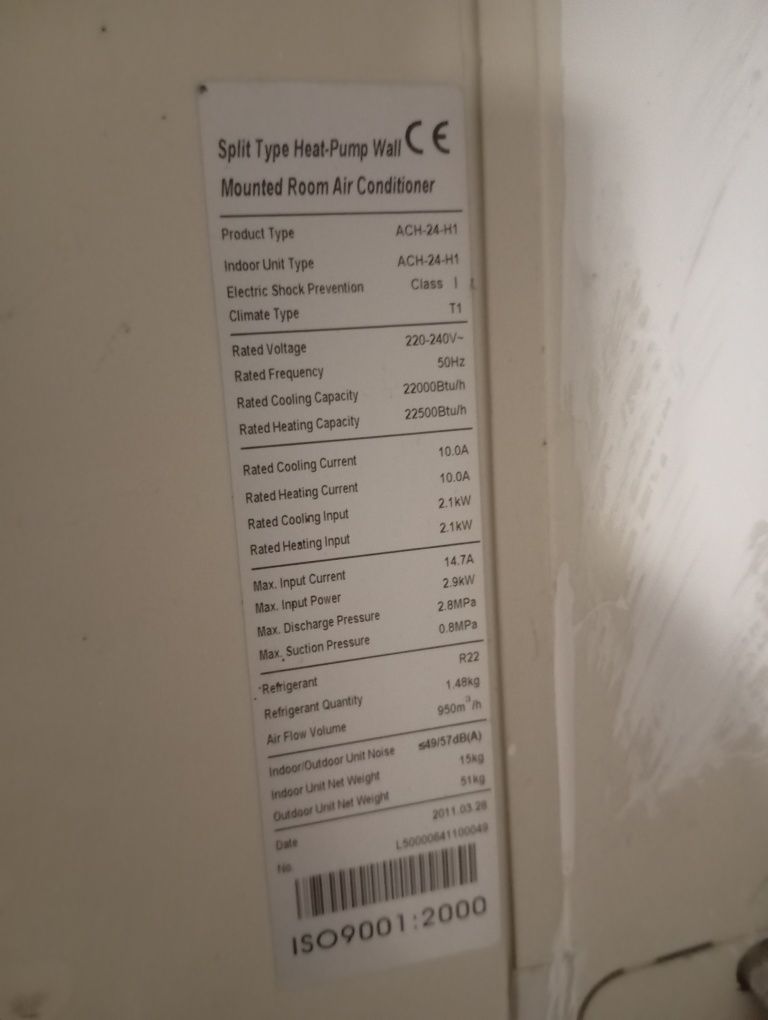 Split Type Heat-Pump Wall CE
Mounted Room Air Conditioner
Product Type ACH-24-H1
Indoor Unit Type ACH-24-H1
Electric Shock Prevention Class I
Climate Type T1
Rated Voltage 220-240V~
Rated Frequency 50Hz
Rated Cooling Capacity 22000Btu/h
Rated Heating Capacity 22500Btu/h
Rated Cooling Current 10.0A
Rated Heating Current 10.0A
Rated Cooling Input 2.1kW
Rated Heating Input 2.1kW
Max. Input Current 14.7A
Max. Input Power 2.9kW
Max. Discharge Pressure 2.8MPa
Max. Suction Pressure 0.8MPa
Refrigerant R22
Refrigerant Quantity 1.48kg
Air Flow Volume 950m³/h
Indoor/Outdoor Unit Noise ≤49/57dB(A)
Indoor Unit Net Weight 15kg
Outdoor Unit Net Weight 51kg
Date 2011.03.28
No L50000841100049
ISO9001:2000